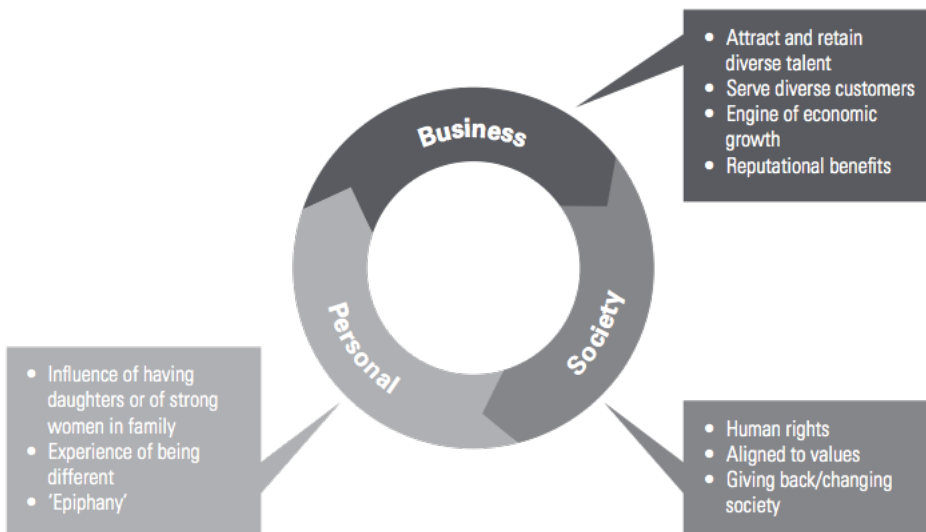 • Attract and retain
diverse talent
• Serve diverse customers
• Engine of economic
growth
• Reputational benefits
Business
Society
Personal
• Influence of having
daughters or of strong
women in family
• Experience of being
different
• ‘Epiphany’
• Human rights
• Aligned to values
• Giving back/changing
society